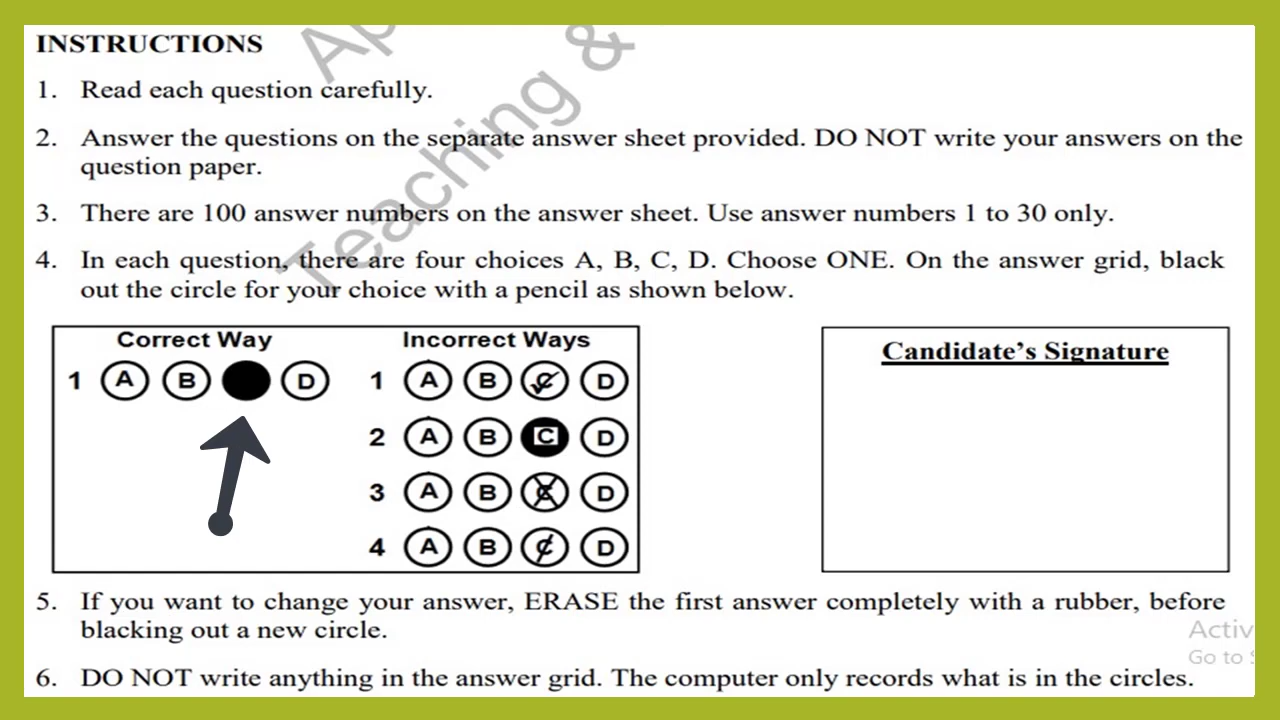 INSTRUCTIONS
1. Read each question carefully.
2. Answer the questions on the separate answer sheet provided. DO NOT write your answers on the
question paper.
3. There are 100 answer numbers on the answer sheet. Use answer numbers 1 to 30 only.
4. In each question, there are four choices A, B, C, D. Choose ONE. On the answer grid, black
out the circle for your choice with a pencil as shown below.
Correct Way
1 A B D
Incorrect Ways
1 A B C D
2 A B C D
3 A B C D
4 A B C D
Candidate's Signature
5. If you want to change your answer, ERASE the first answer completely with a rubber, before
blacking out a new circle.
6. DO NOT write anything in the answer grid. The computer only records what is in the circles.
Teaching &
Activ
Go to